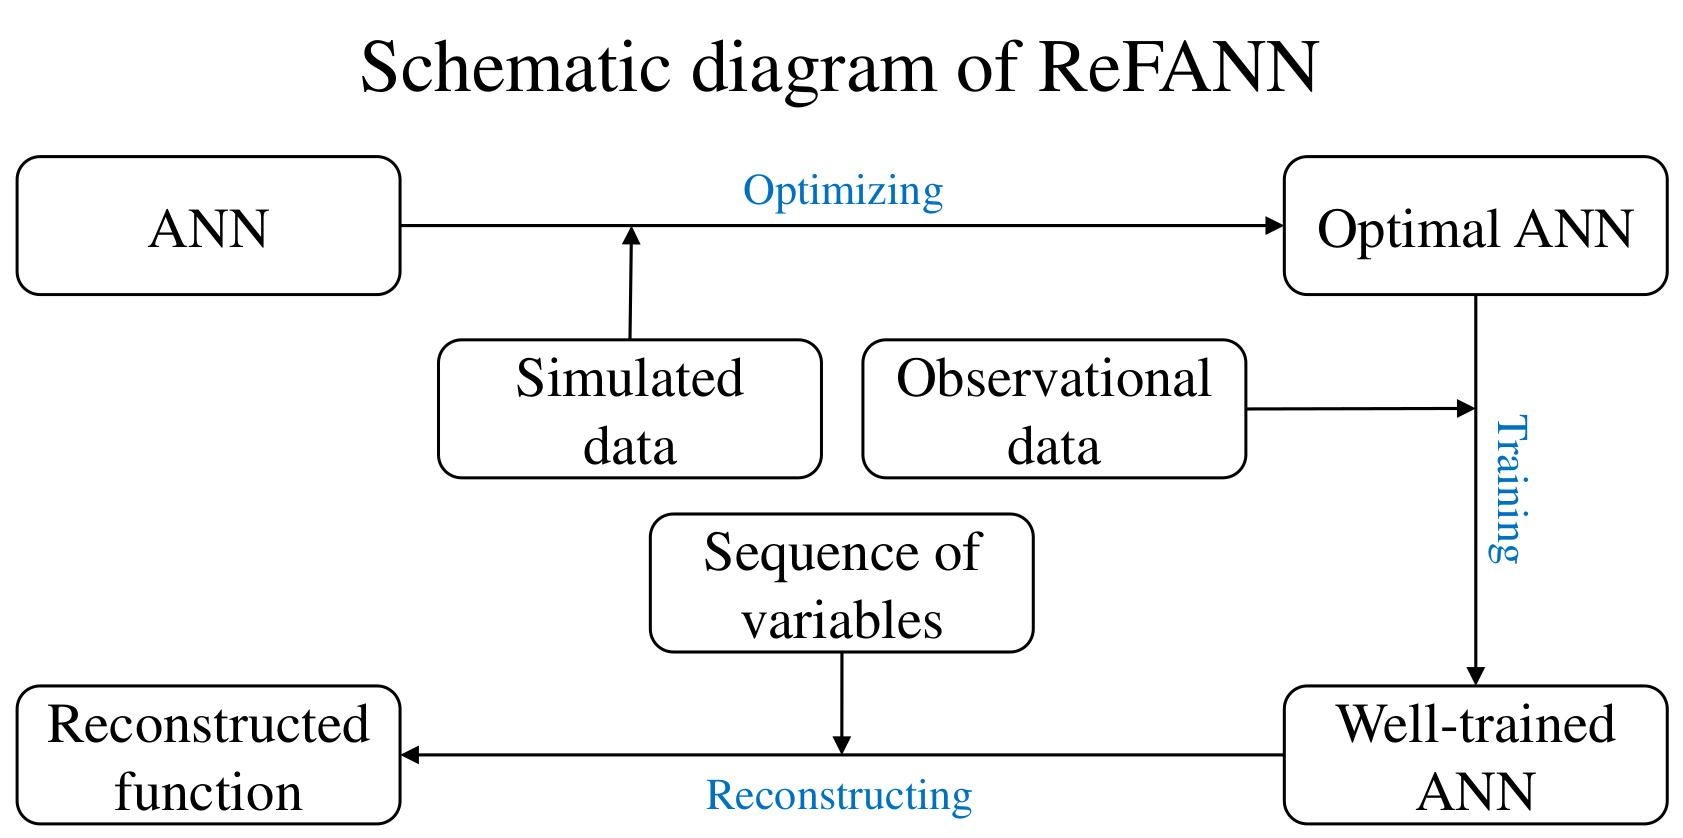 Schematic diagram of ReFANN
ANN
Optimizing
Optimal ANN
Simulated
data
Observational
data
Training
Sequence of
variables
Reconstructed
function
Reconstructing
Well-trained
ANN